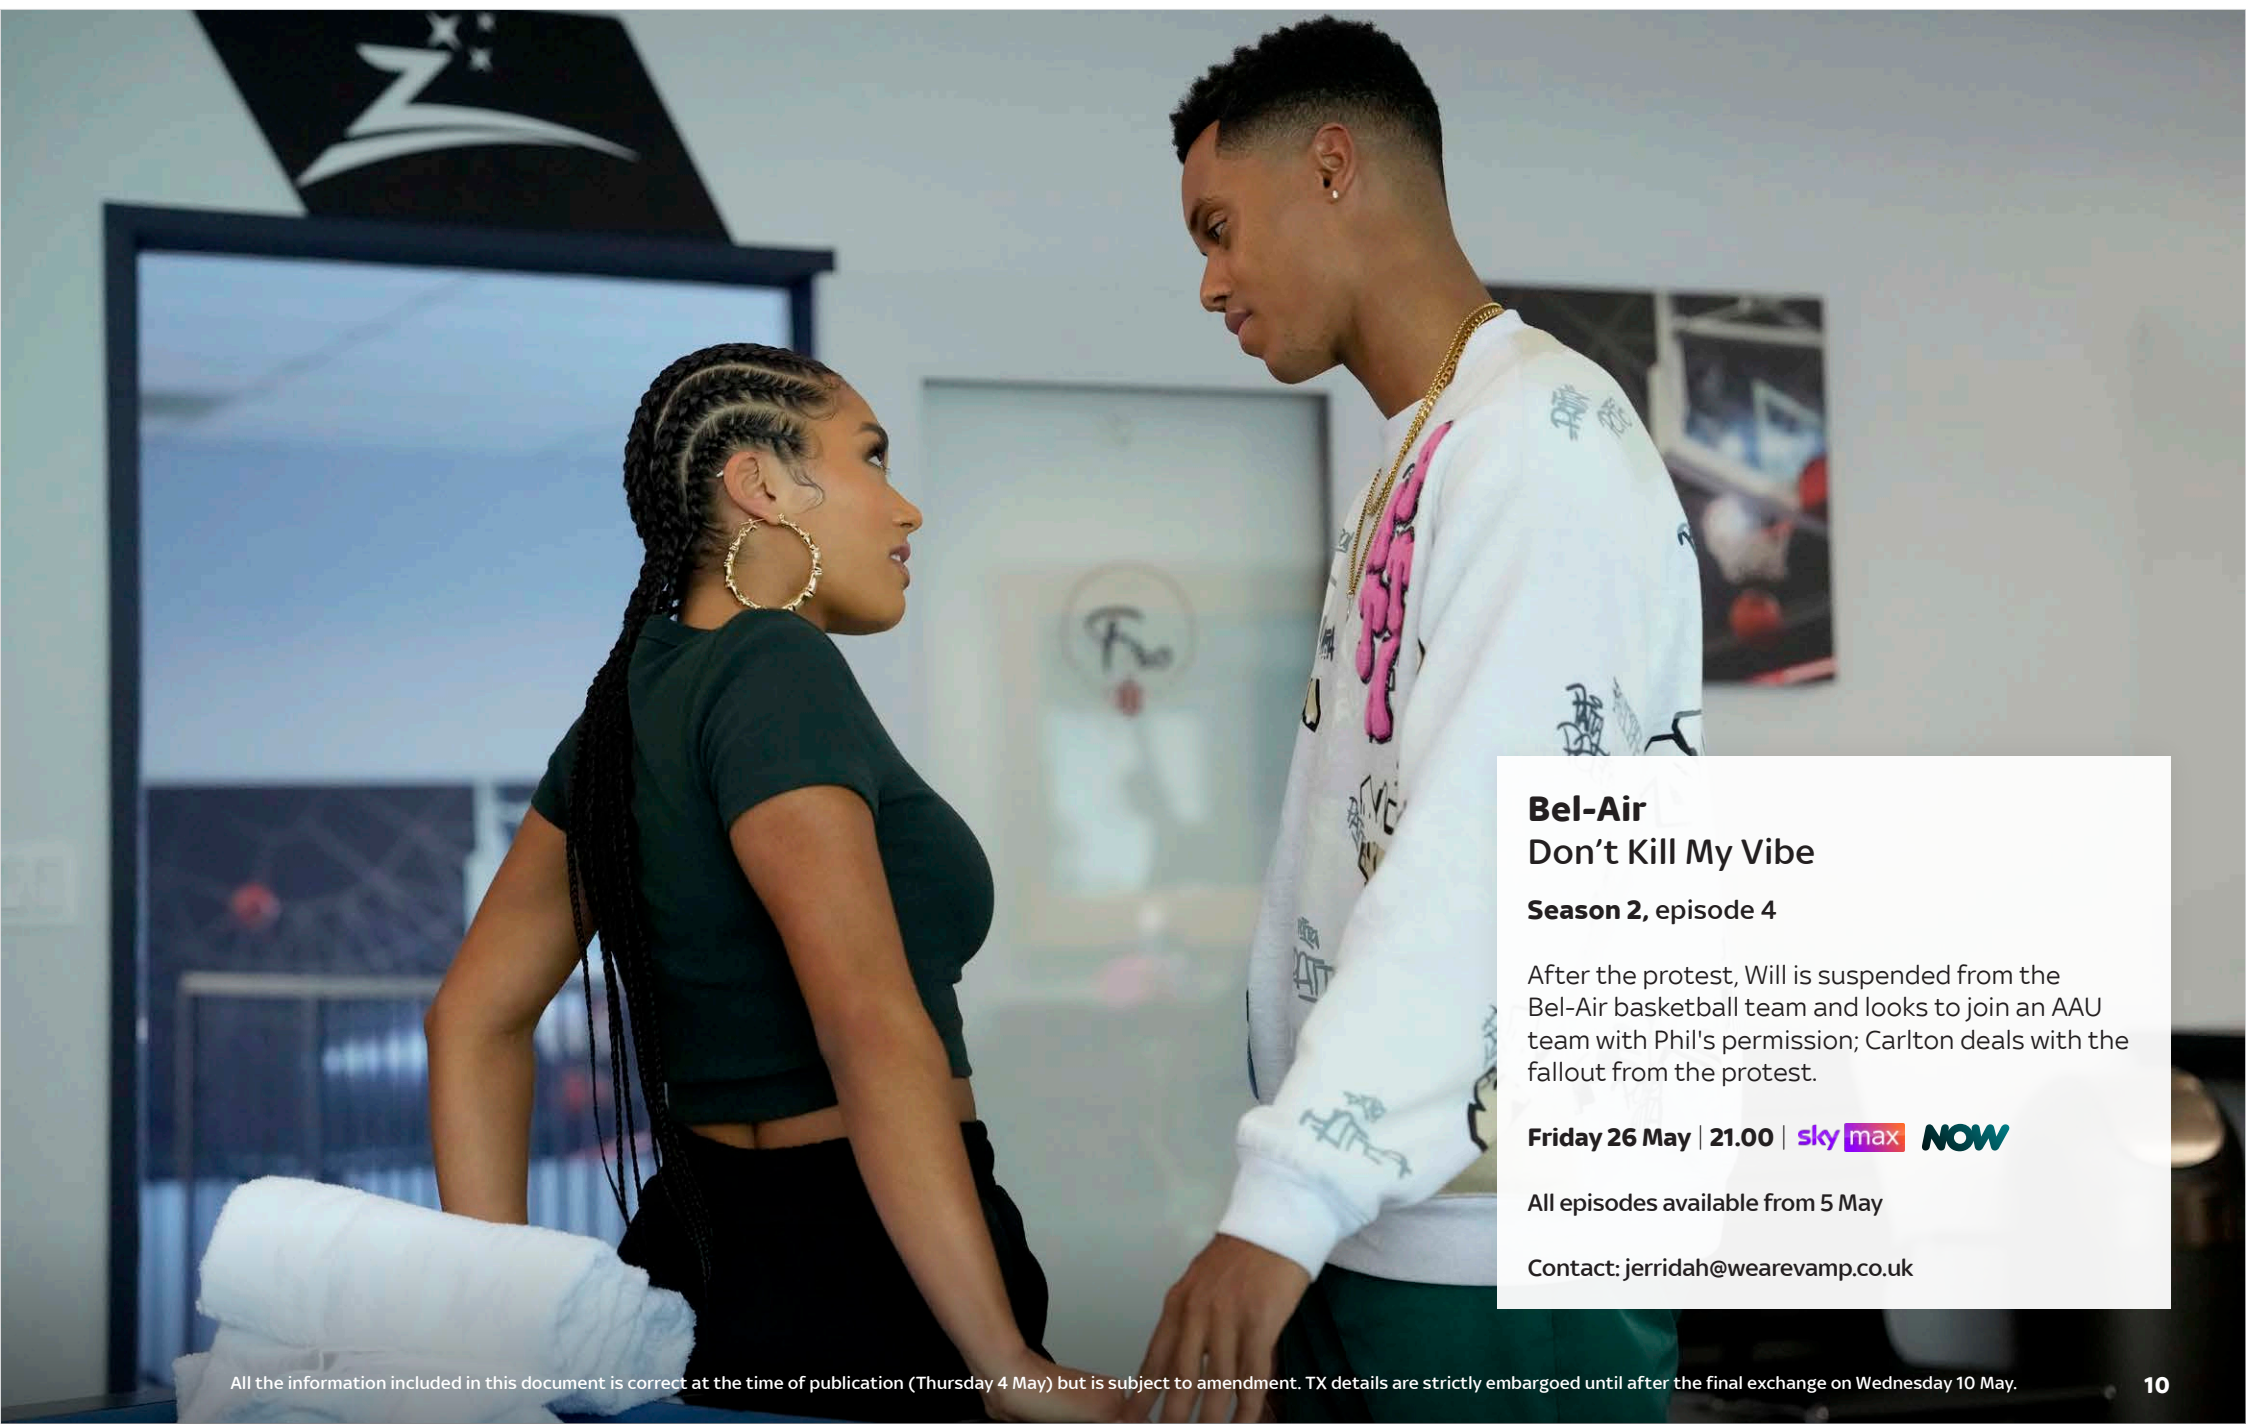 Bel-Air
Don’t Kill My Vibe
Season 2, episode 4
After the protest, Will is suspended from the
Bel-Air basketball team and looks to join an AAU
team with Phil's permission; Carlton deals with the
fallout from the protest.
Friday 26 May | 21.00 | sky max NOW
All episodes available from 5 May
Contact: jerridah@wearevamp.co.uk
All the information included in this document is correct at the time of publication (Thursday 4 May) but is subject to amendment. TX details are strictly embargoed until after the final exchange on Wednesday 10 May.
10